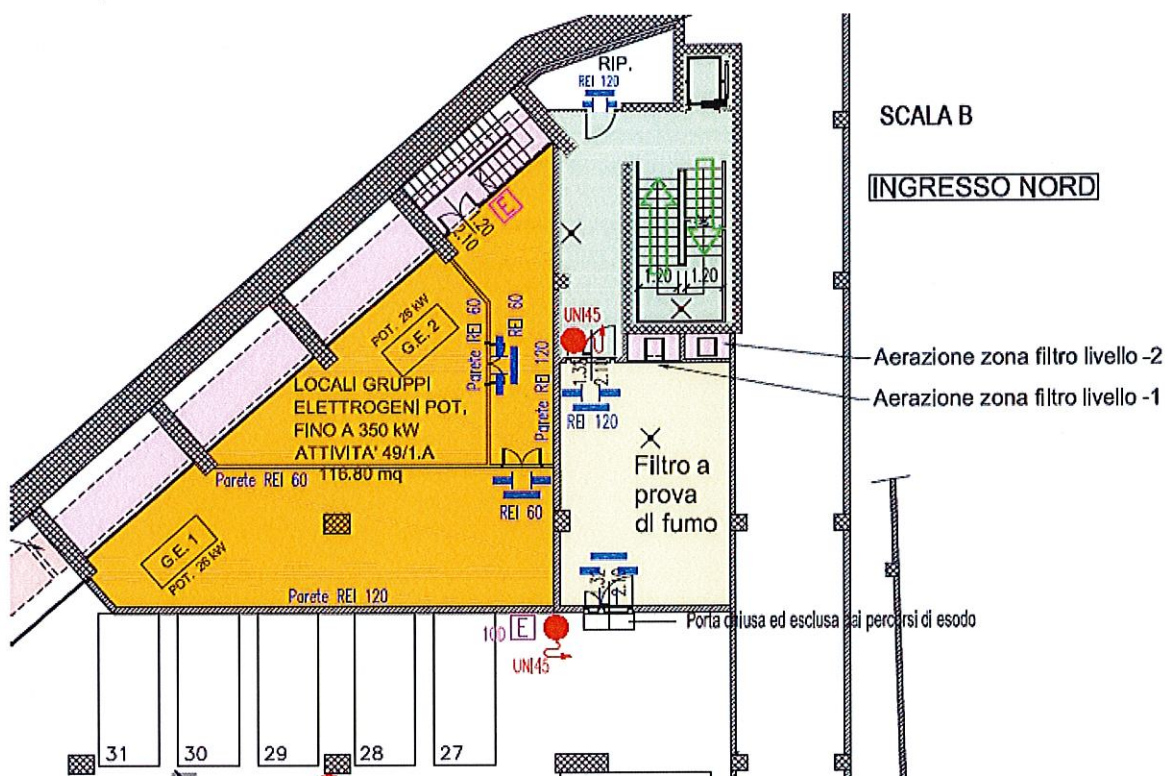 RIP.
REI 120
SCALA B
INGRESSO NORD
E
1.20
2.10
1.20
1.20
UNI45
Aerazione zona filtro livello -2
Aerazione zona filtro livello -1
POT. 26 kW
G.E. 2
Parete REI 60
REI 60
Parete REI 120
LOCALI GRUPPI
ELETTROGENI POT,
FINO A 350 kW
ATTIVITA' 49/1.A
116.80 mq
REI 120
Filtro a
prova
di fumo
Parete REI 60
REI 60
G.E. 1
POT. 26 kW
Parete REI 120
Porta chiusa ed esclusa dai percorsi di esodo
100 E
UNI45
31
30
29
28
27